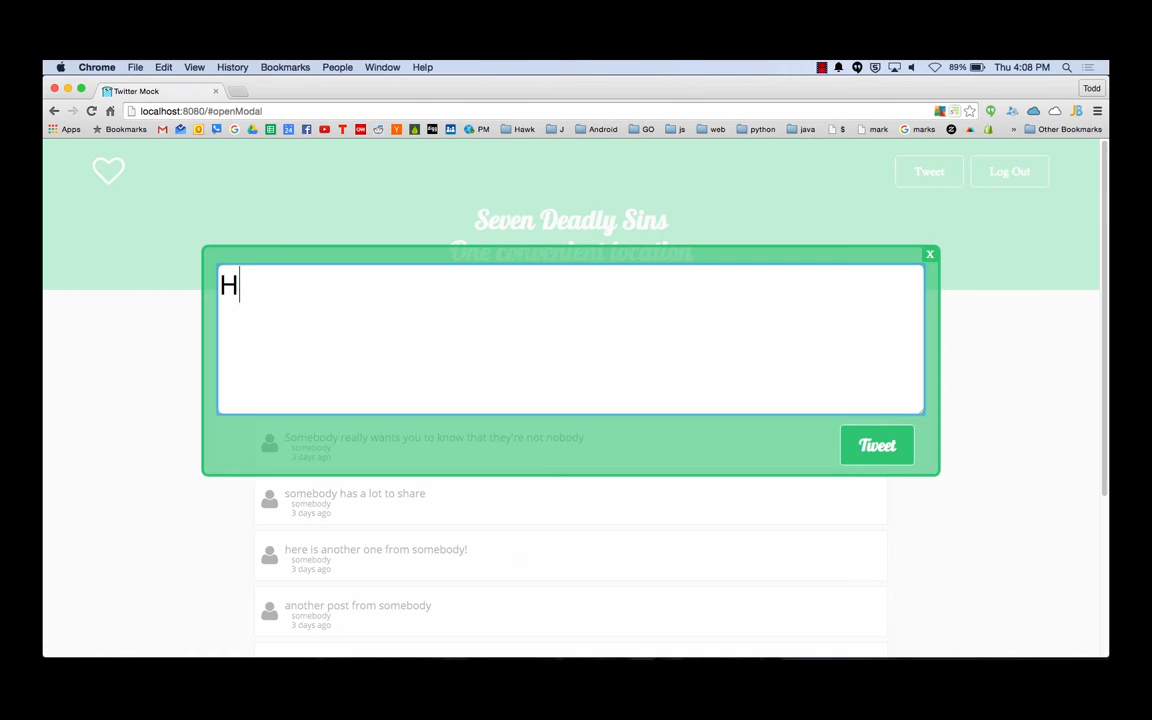 Chrome File Edit View History Bookmarks People Window Help 89% Thu 4:08 PM
Twitter Mock Todd
localhost:8080/#openModal
Apps Bookmarks PM Hawk J Android GO js web python java $ mark marks » Other Bookmarks
Tweet Log Out
Seven Deadly Sins
One convenient location
X
H
Somebody really wants you to know that they're not nobody
somebody
3 days ago
Tweet
somebody has a lot to share
somebody
3 days ago
here is another one from somebody!
somebody
3 days ago
another post from somebody
somebody
3 days ago